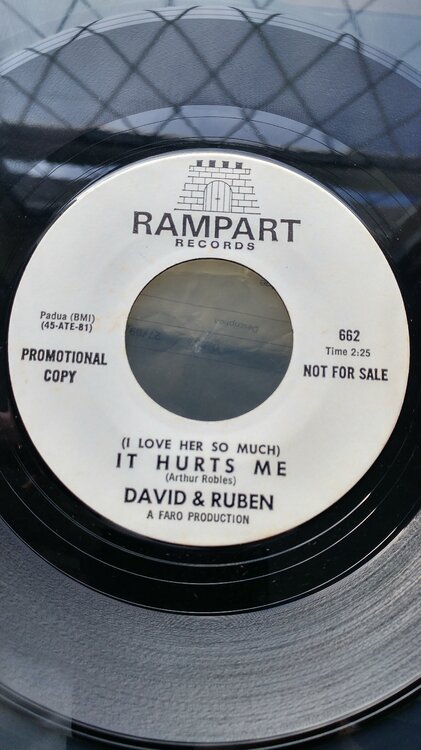 RAMPART
RECORDS
Padua (BMI)
(45-ATE-81)
PROMOTIONAL
COPY
662
Time 2:25
NOT FOR SALE
(I LOVE HER SO MUCH)
IT HURTS ME
(Arthur Robles)
DAVID & RUBEN
A FARO PRODUCTION